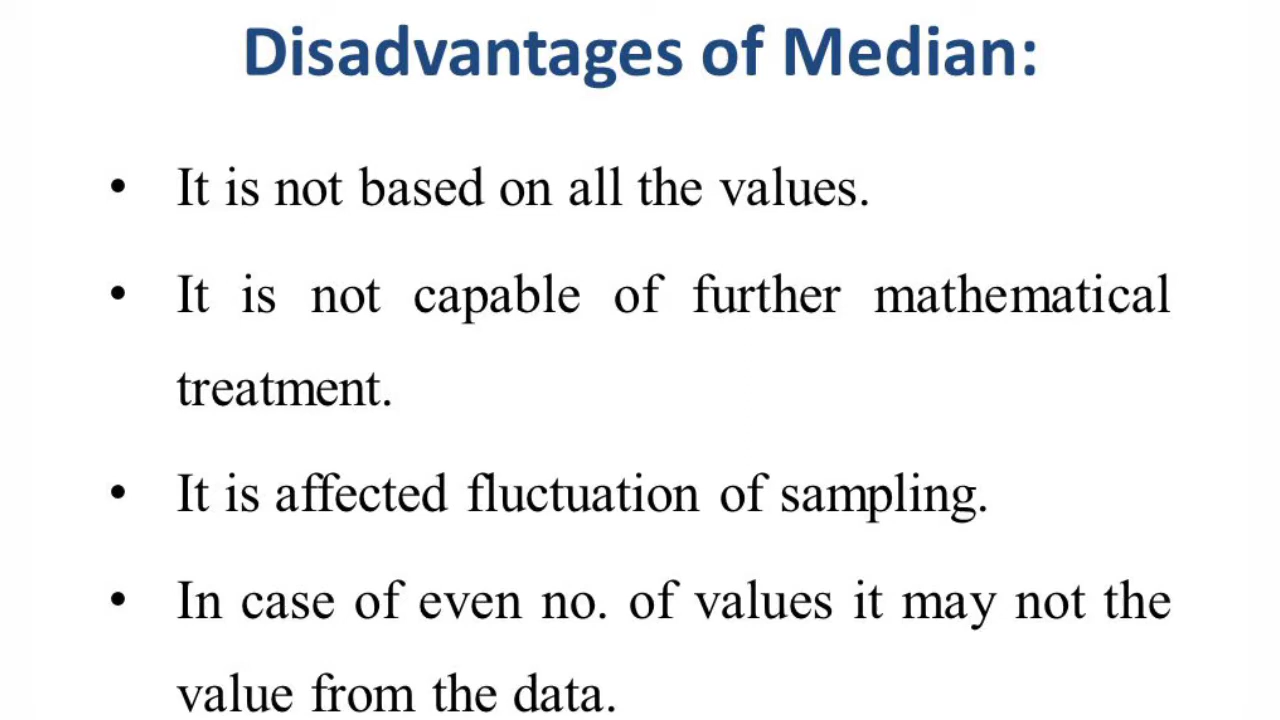 Disadvantages of Median:
• It is not based on all the values.
• It is not capable of further mathematical
treatment.
• It is affected fluctuation of sampling.
• In case of even no. of values it may not the
value from the data.